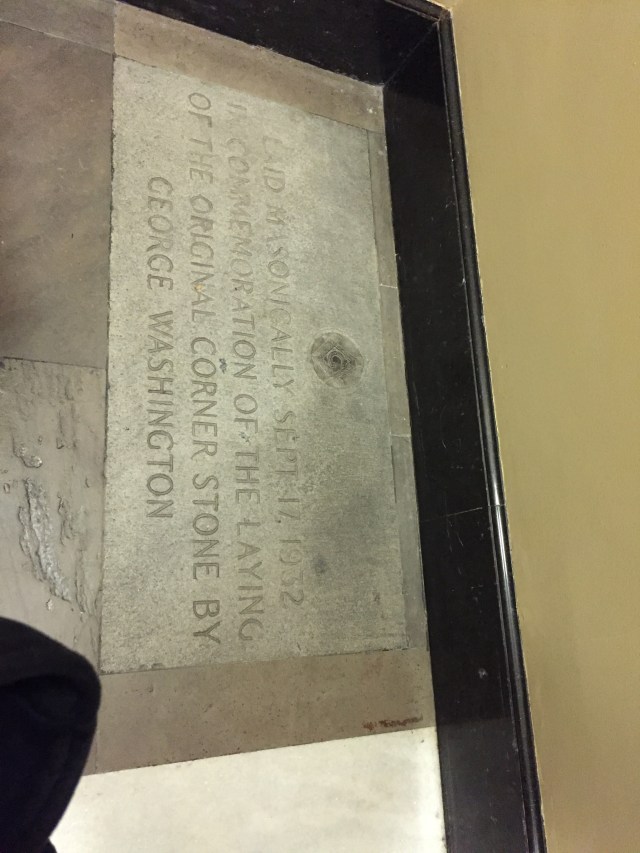 LAID MASONICALLY SEPT. 17, 1932
IN COMMEMORATION OF THE LAYING
OF THE ORIGINAL CORNER STONE BY
GEORGE WASHINGTON